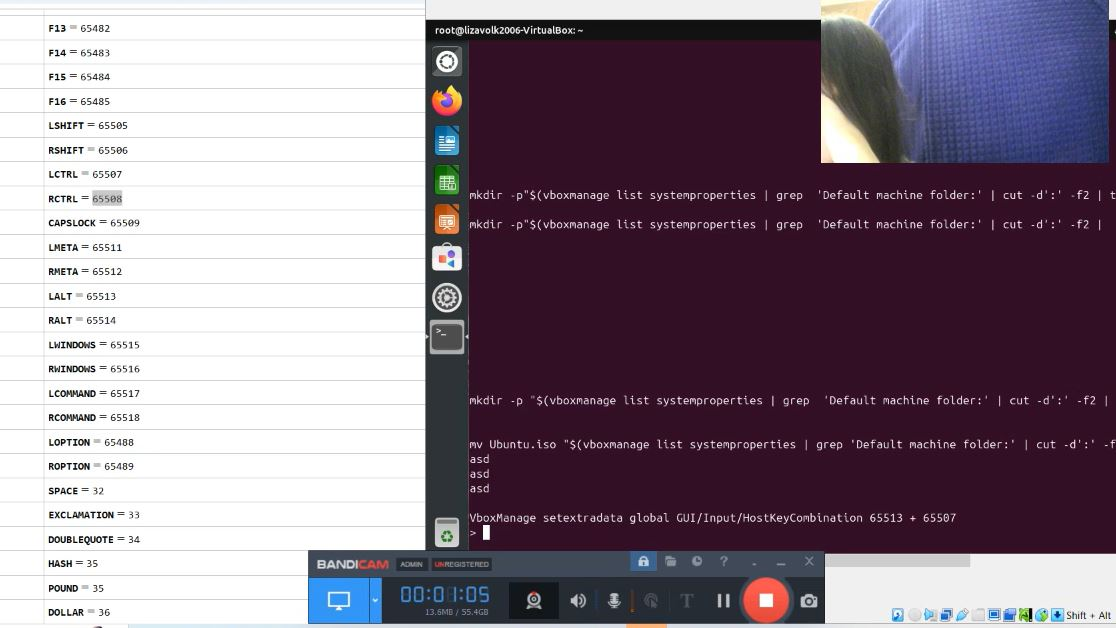 F13 = 65482
F14 = 65483
F15 = 65484
F16 = 65485
LSHIFT = 65505
RSHIFT = 65506
LCTRL = 65507
RCTRL = 65508
CAPSLOCK = 65509
LMETA = 65511
RMETA = 65512
LALT = 65513
RALT = 65514
LWINDOWS = 65515
RWINDOWS = 65516
LCOMMAND = 65517
RCOMMAND = 65518
LOPTION = 65488
ROPTION = 65489
SPACE = 32
EXCLAMATION = 33
DOUBLEQUOTE = 34
HASH = 35
POUND = 35
DOLLAR = 36
root@lizavolk2006-VirtualBox: ~
mkdir -p"$(vboxmanage list systemproperties | grep  'Default machine folder:' | cut -d':' -f2 | t
mkdir -p"$(vboxmanage list systemproperties | grep  'Default machine folder:' | cut -d':' -f2 |
mkdir -p "$(vboxmanage list systemproperties | grep  'Default machine folder:' | cut -d':' -f2 |
mv Ubuntu.iso "$(vboxmanage list systemproperties | grep 'Default machine folder:' | cut -d':' -f
asd
asd
asd
VboxManage setextradata global GUI/Input/HostKeyCombination 65513 + 65507
>
BANDICAM ADMIN UNREGISTERED
00:01:05
13.6MB / 55.4GB
Shift + Alt